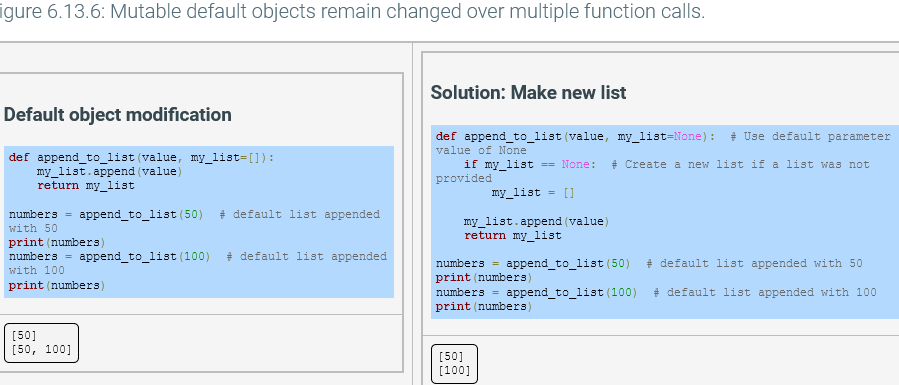 igure 6.13.6: Mutable default objects remain changed over multiple function calls.
Default object modification
def append_to_list(value, my_list=[]):
    my_list.append(value)
    return my_list
numbers = append_to_list(50)  # default list appended
with 50
print(numbers)
numbers = append_to_list(100)  # default list appended
with 100
print(numbers)
[50]
[50, 100]
Solution: Make new list
def append_to_list(value, my_list=None):  # Use default parameter
value of None
    if my_list == None:  # Create a new list if a list was not
provided
        my_list = []
    my_list.append(value)
    return my_list
numbers = append_to_list(50)  # default list appended with 50
print(numbers)
numbers = append_to_list(100)  # default list appended with 100
print(numbers)
[50]
[100]